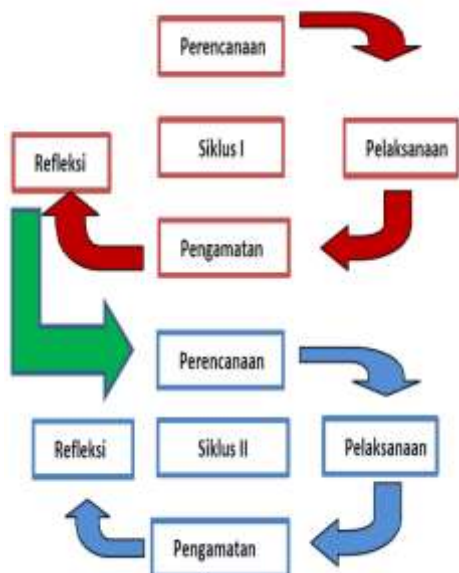 Perencanaan
Refleksi
Siklus I
Pelaksanaan
Pengamatan
Perencanaan
Refleksi
Siklus II
Pelaksanaan
Pengamatan